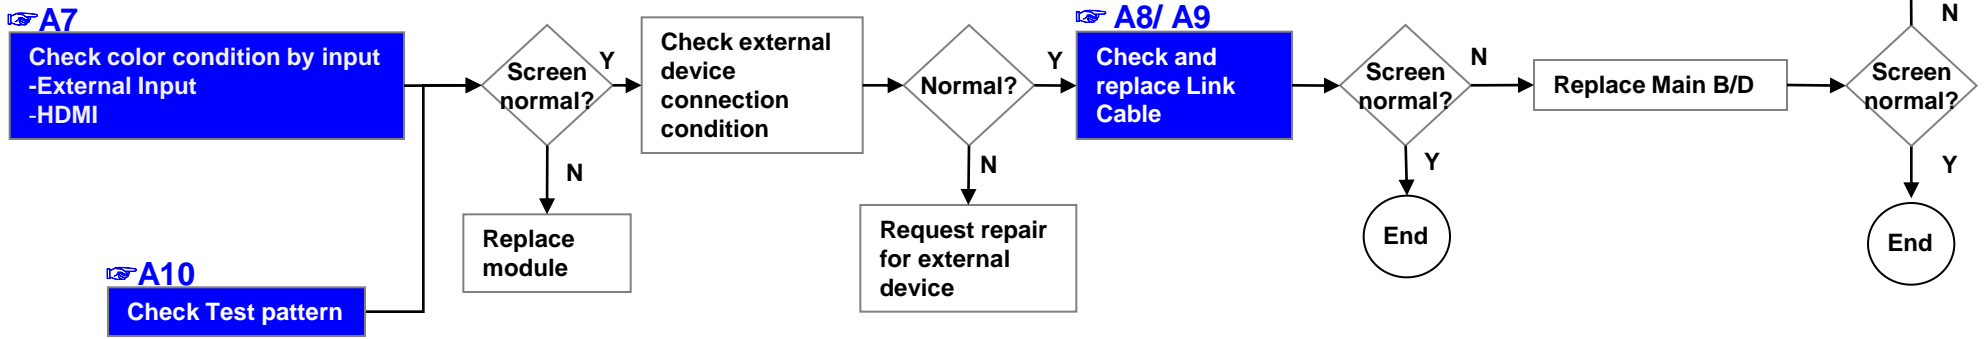 ☞A7
Check color condition by input
-External Input
-HDMI
☞A10
Check Test pattern
Screen
normal?
Y
N
Replace
module
Check external
device
connection
condition
Normal?
Y
N
Request repair
for external
device
☞ A8/ A9
Check and
replace Link
Cable
Screen
normal?
N
Y
End
Replace Main B/D
Screen
normal?
N
Y
End